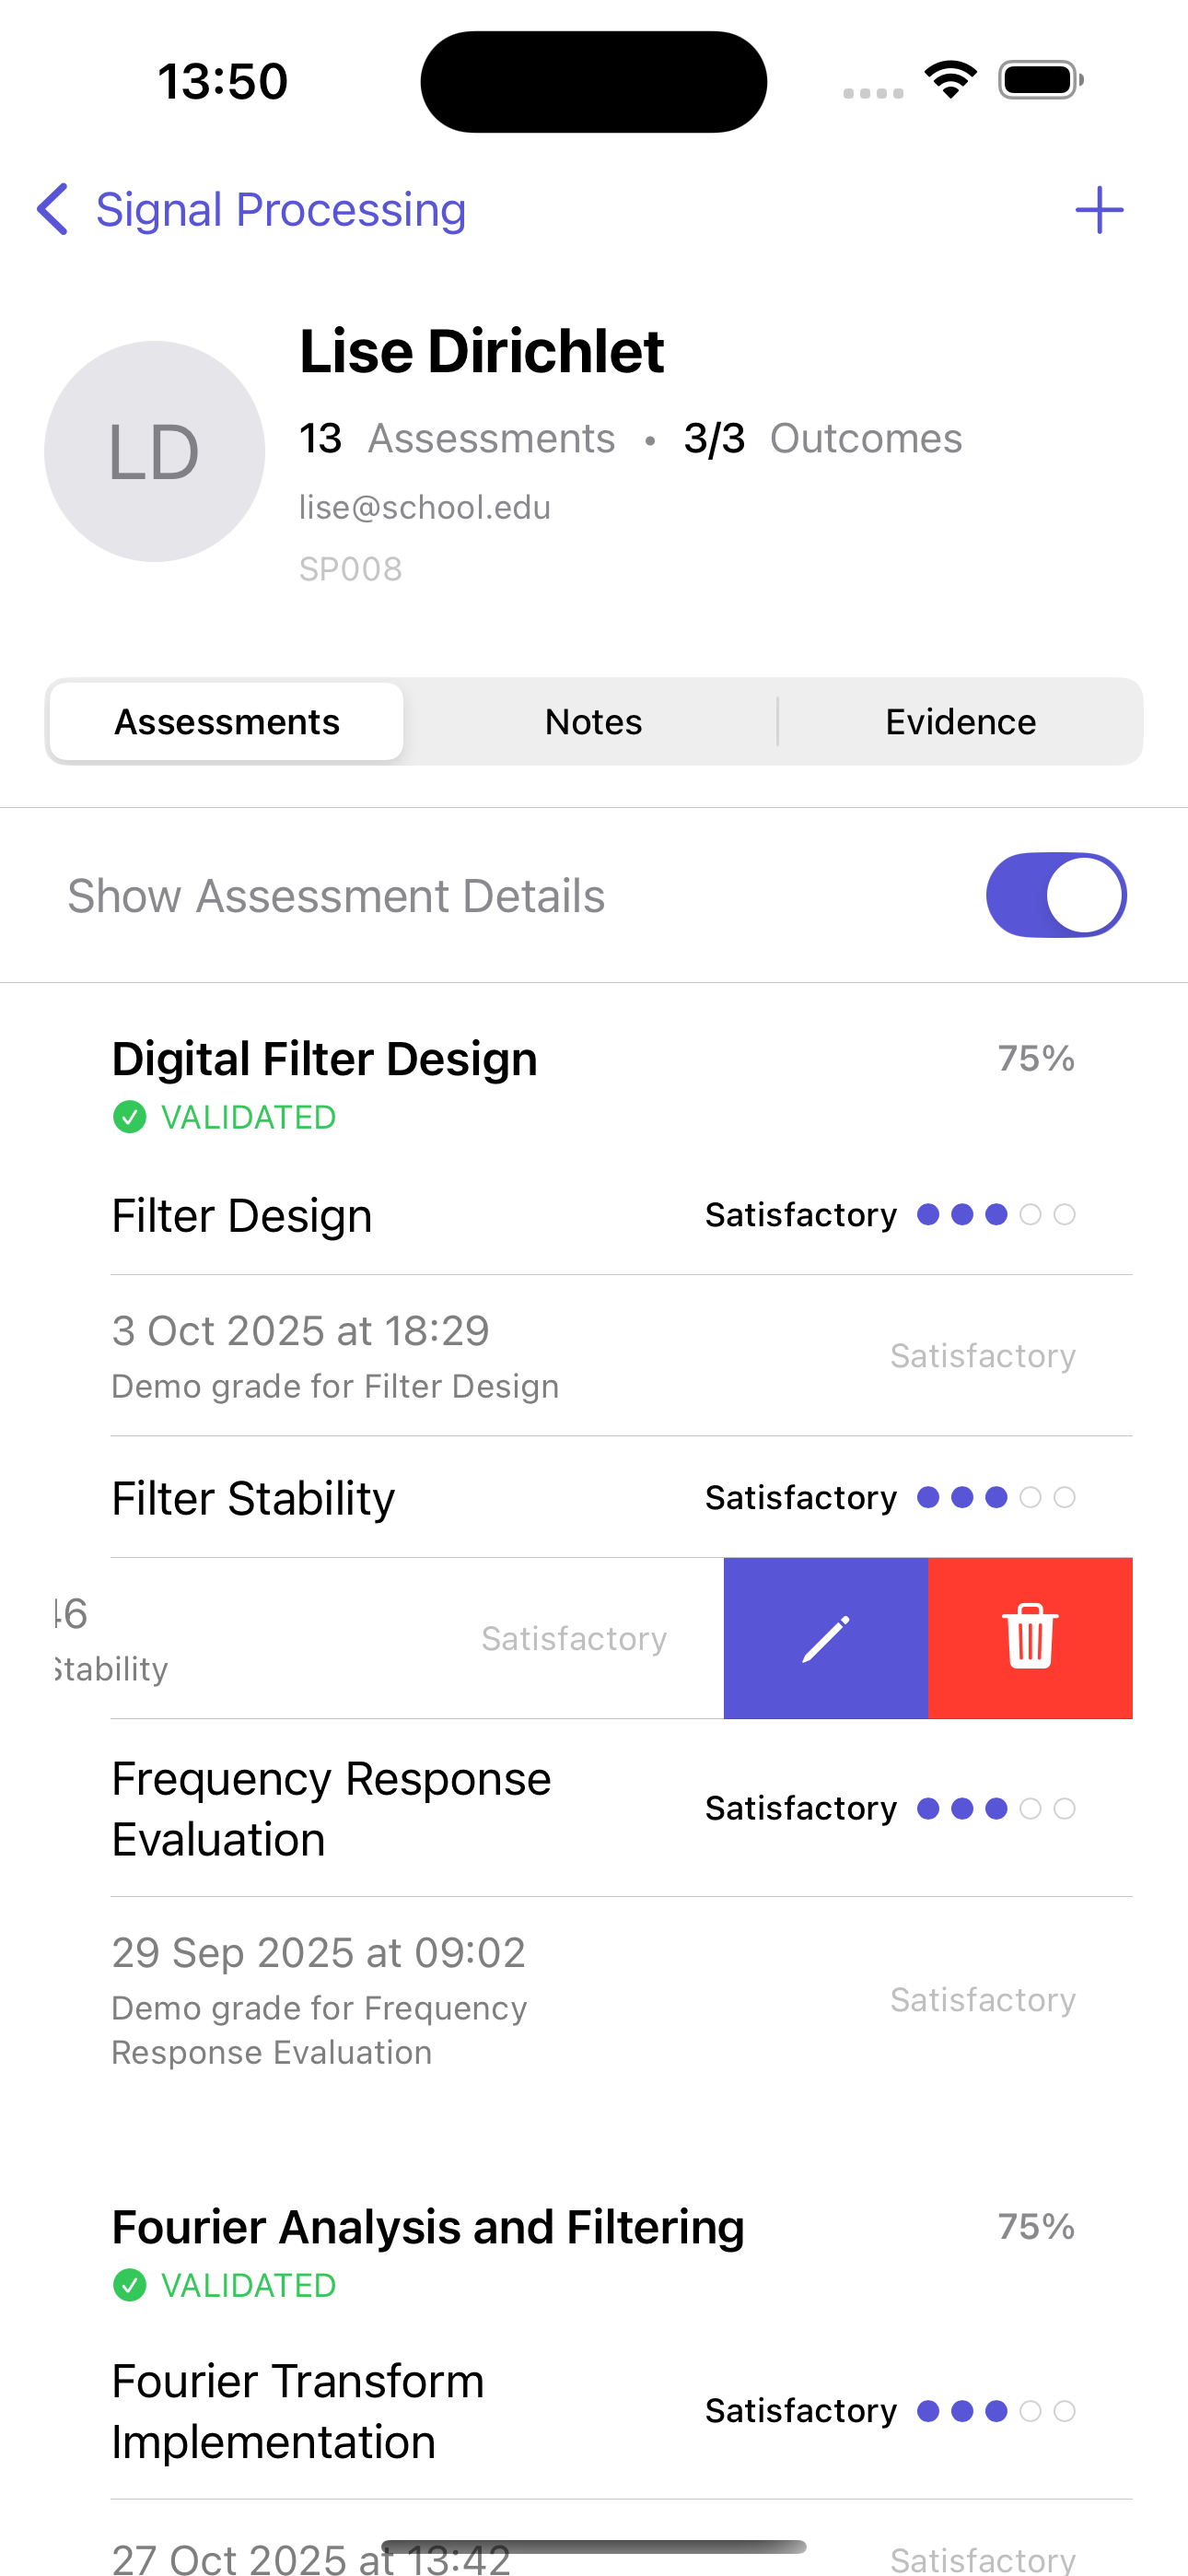 13:50
Signal Processing
Lise Dirichlet
LD
13 Assessments • 3/3 Outcomes
lise@school.edu
SP008
Assessments
Notes
Evidence
Show Assessment Details
Digital Filter Design
75%
VALIDATED
Filter Design
Satisfactory
3 Oct 2025 at 18:29
Demo grade for Filter Design
Satisfactory
Filter Stability
Satisfactory
46
Stability
Satisfactory
Frequency Response
Evaluation
Satisfactory
29 Sep 2025 at 09:02
Demo grade for Frequency
Response Evaluation
Satisfactory
Fourier Analysis and Filtering
75%
VALIDATED
Fourier Transform
Implementation
Satisfactory
27 Oct 2025 at 13:42
Satisfactory